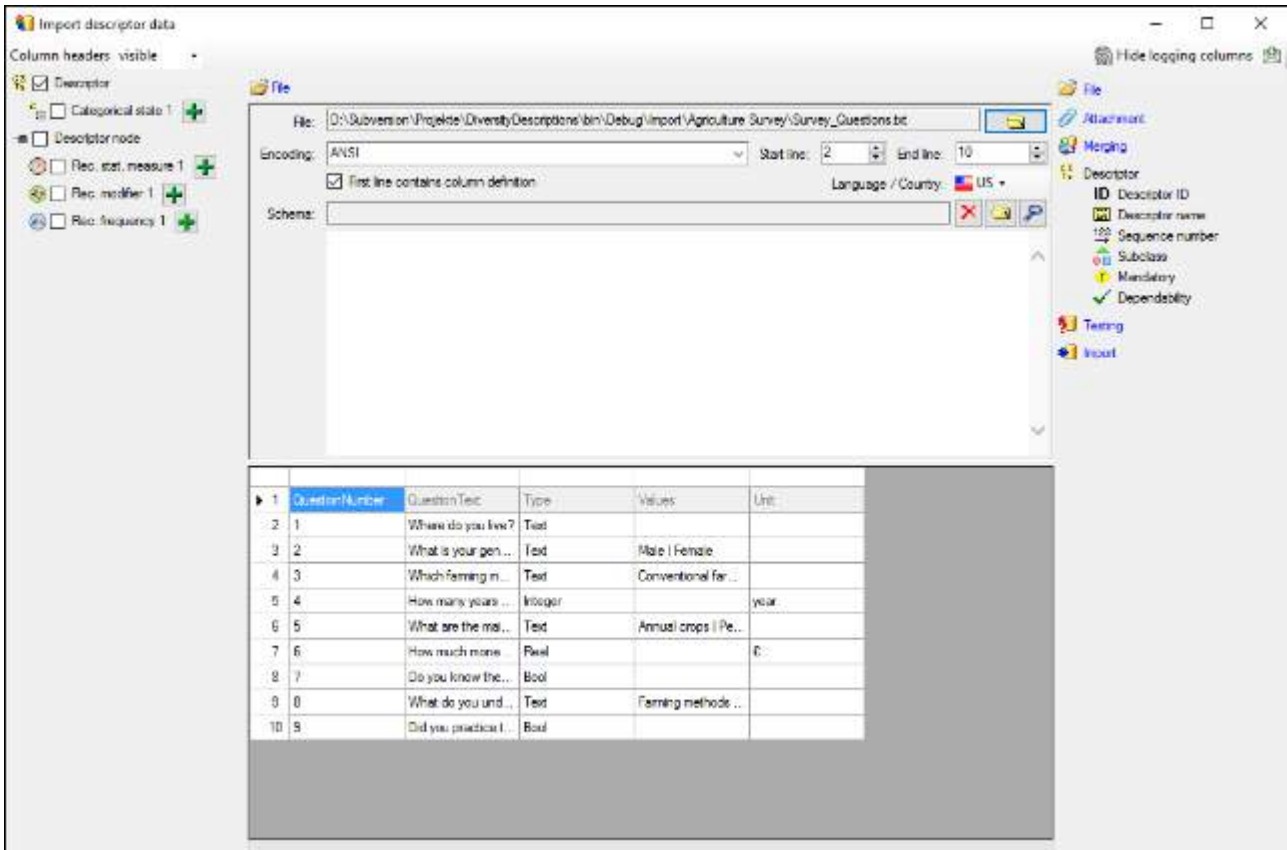 Import descriptor data
Column headers visible
Hide logging columns
Descriptor
Categorical state 1
Descriptor node
Rec. stat. measure 1
Rec. modifier 1
Rec. frequency 1
File
File: D:\Subversion\Projekte\DiversityDescriptions\bin\Debug\Import\Agriculture Survey\Survey_Questions.txt
Encoding: ANSI Start line: 2 End line: 10
First line contains column definition Language / Country: US
Schema:
1 QuestionNumber QuestionText Type Values Unit
2 1 Where do you live? Text
3 2 What is your gen... Text Male | Female
4 3 Which farming m... Text Conventional far...
5 4 How many years ... Integer year
6 5 What are the mai... Text Annual crops | Pe...
7 6 How much mone... Real €
8 7 Do you know the... Bool
9 8 What do you und... Text Farming methods ...
10 9 Did you practice t... Bool
File
Attachment
Merging
Descriptor
ID Descriptor ID
Descriptor name
123 Sequence number
Subclass
Mandatory
Dependability
Testing
Import